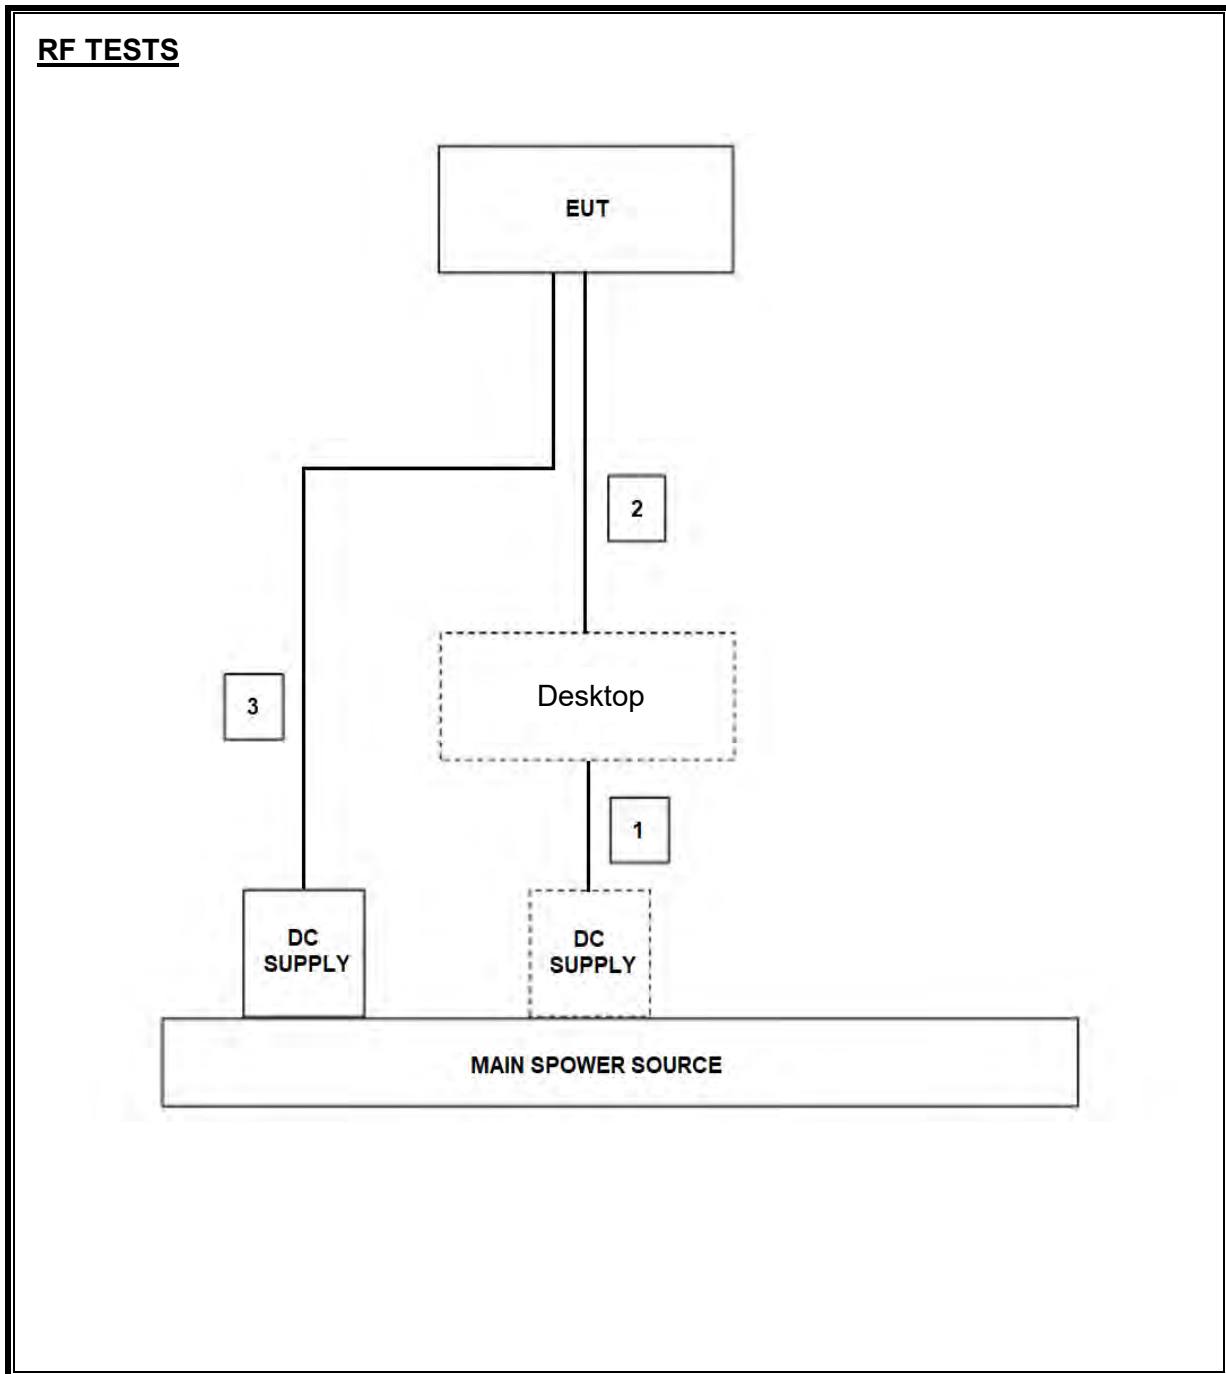 RF TESTS
EUT
2
Desktop
3
1
DC
SUPPLY
DC
SUPPLY
MAIN SPOWER SOURCE